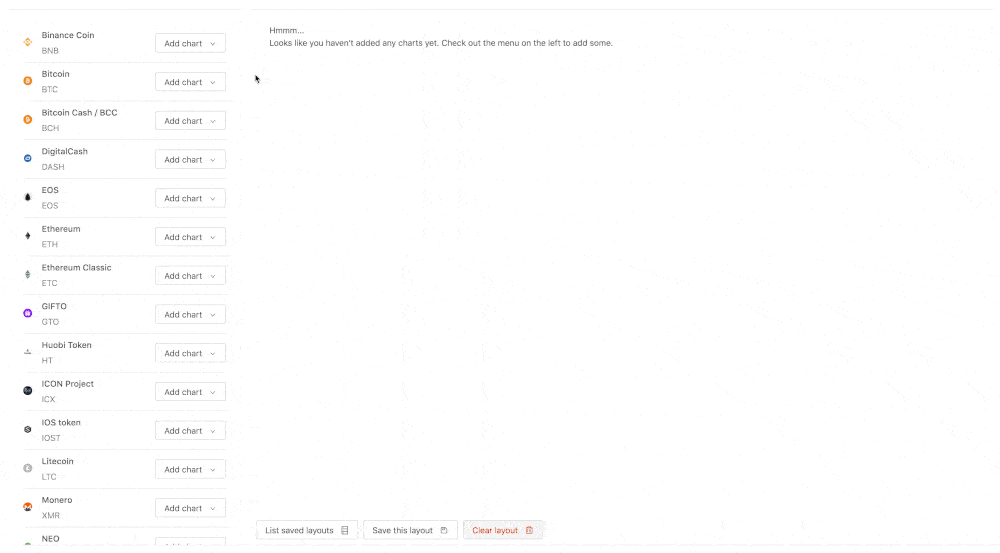 Binance Coin
BNB
Add chart
Bitcoin
BTC
Add chart
Bitcoin Cash / BCC
BCH
Add chart
DigitalCash
DASH
Add chart
EOS
EOS
Add chart
Ethereum
ETH
Add chart
Ethereum Classic
ETC
Add chart
GIFTO
GTO
Add chart
Huobi Token
HT
Add chart
ICON Project
ICX
Add chart
IOS token
IOST
Add chart
Litecoin
LTC
Add chart
Monero
XMR
Add chart
NEO
Add chart
Hmmm...
Looks like you haven't added any charts yet. Check out the menu on the left to add some.
List saved layouts
Save this layout
Clear layout